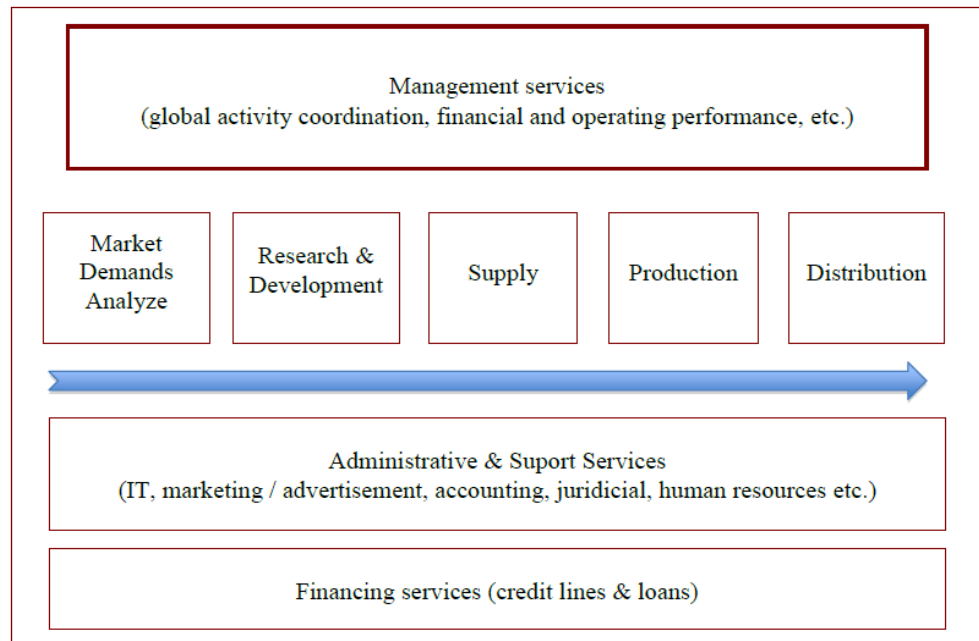 Management services
(global activity coordination, financial and operating performance, etc.)
Market
Demands
Analyze
Research &
Development
Supply
Production
Distribution
Administrative & Suport Services
(IT, marketing / advertisement, accounting, juridicial, human resources etc.)
Financing services (credit lines & loans)